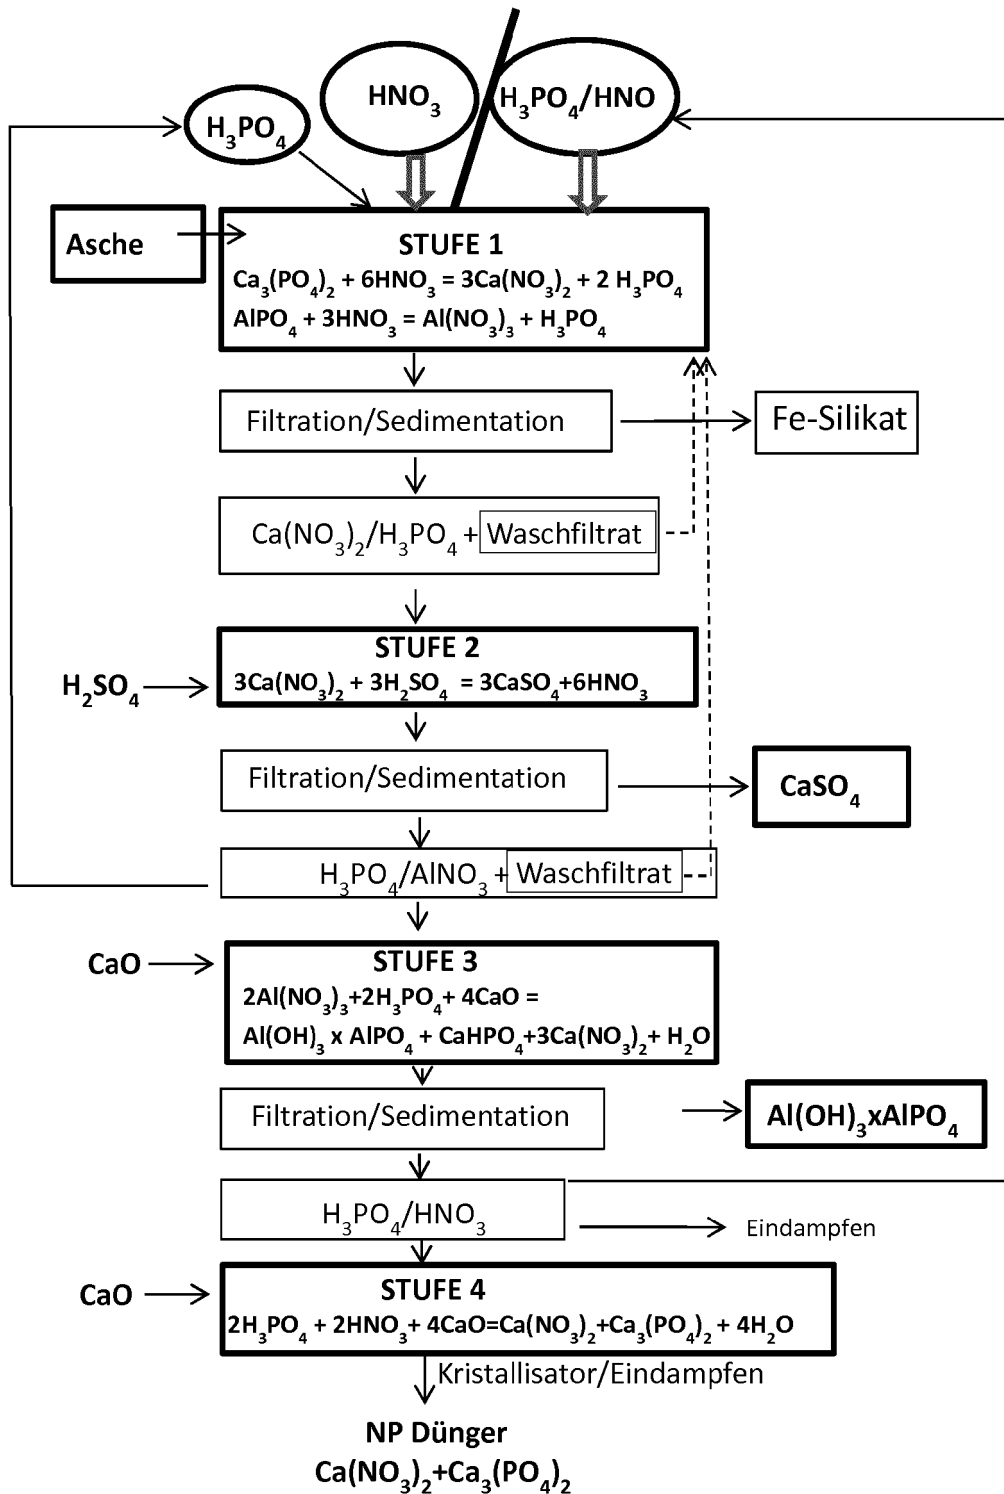 HNO₃
H₃PO₄/HNO
H₃PO₄
Asche
STUFE 1
Ca₃(PO₄)₂ + 6HNO₃ = 3Ca(NO₃)₂ + 2 H₃PO₄
AlPO₄ + 3HNO₃ = Al(NO₃)₃ + H₃PO₄
Filtration/Sedimentation
Fe-Silikat
Ca(NO₃)₂/H₃PO₄ + Waschfiltrat
STUFE 2
H₂SO₄
3Ca(NO₃)₂ + 3H₂SO₄ = 3CaSO₄+6HNO₃
Filtration/Sedimentation
CaSO₄
H₃PO₄/AlNO₃ + Waschfiltrat
CaO
STUFE 3
2Al(NO₃)₃+2H₃PO₄+ 4CaO =
Al(OH)₃ x AlPO₄ + CaHPO₄+3Ca(NO₃)₂+ H₂O
Filtration/Sedimentation
Al(OH)₃xAlPO₄
H₃PO₄/HNO₃
Eindampfen
CaO
STUFE 4
2H₃PO₄ + 2HNO₃+ 4CaO=Ca(NO₃)₂+Ca₃(PO₄)₂ + 4H₂O
Kristallisator/Eindampfen
NP Dünger
Ca(NO₃)₂+Ca₃(PO₄)₂